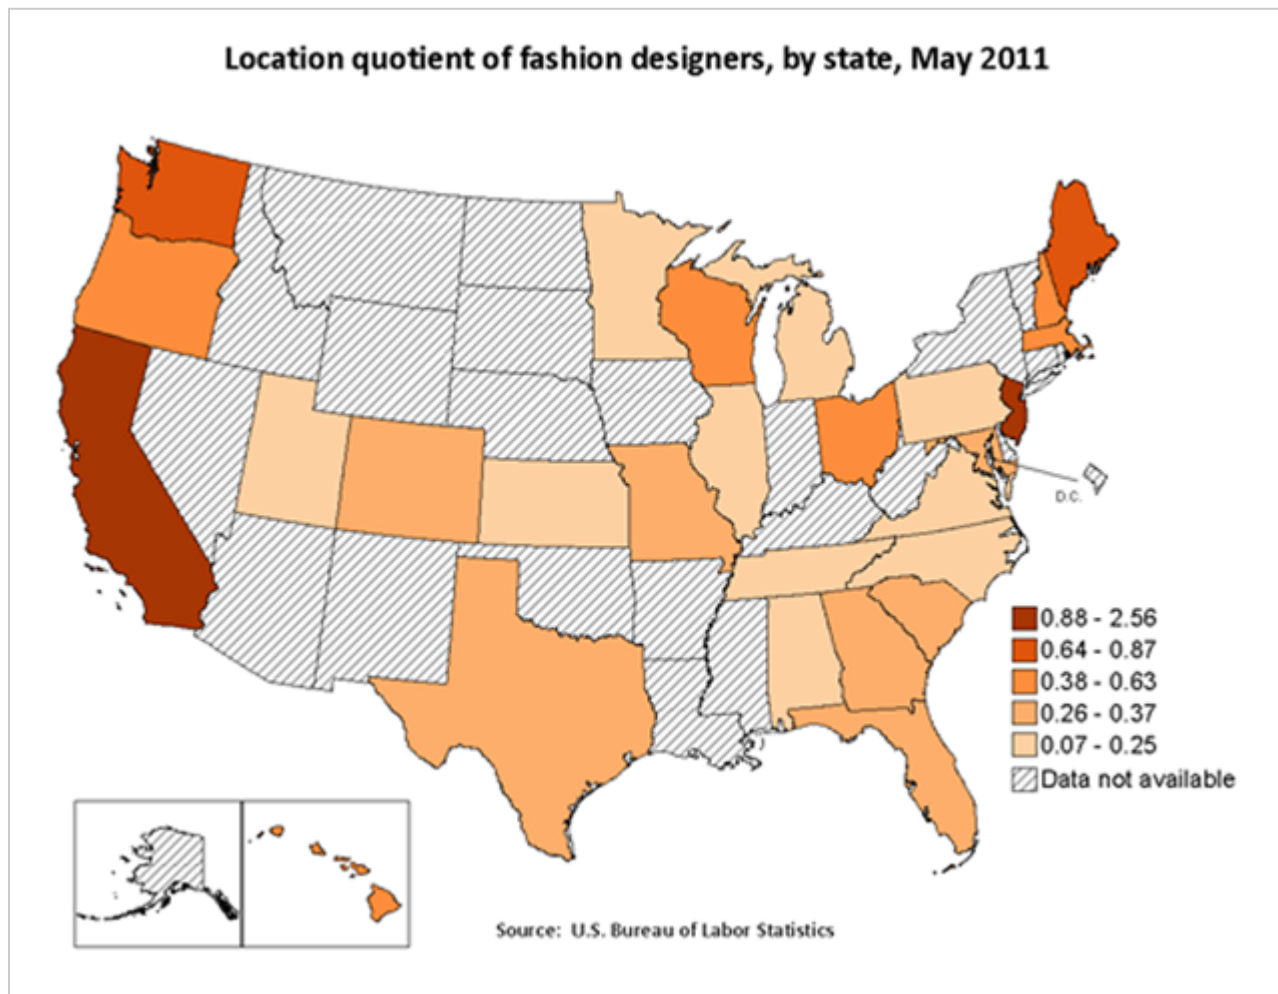 Location quotient of fashion designers, by state, May 2011
D.C.
0.88 - 2.56
0.64 - 0.87
0.38 - 0.63
0.26 - 0.37
0.07 - 0.25
Data not available
Source: U.S. Bureau of Labor Statistics